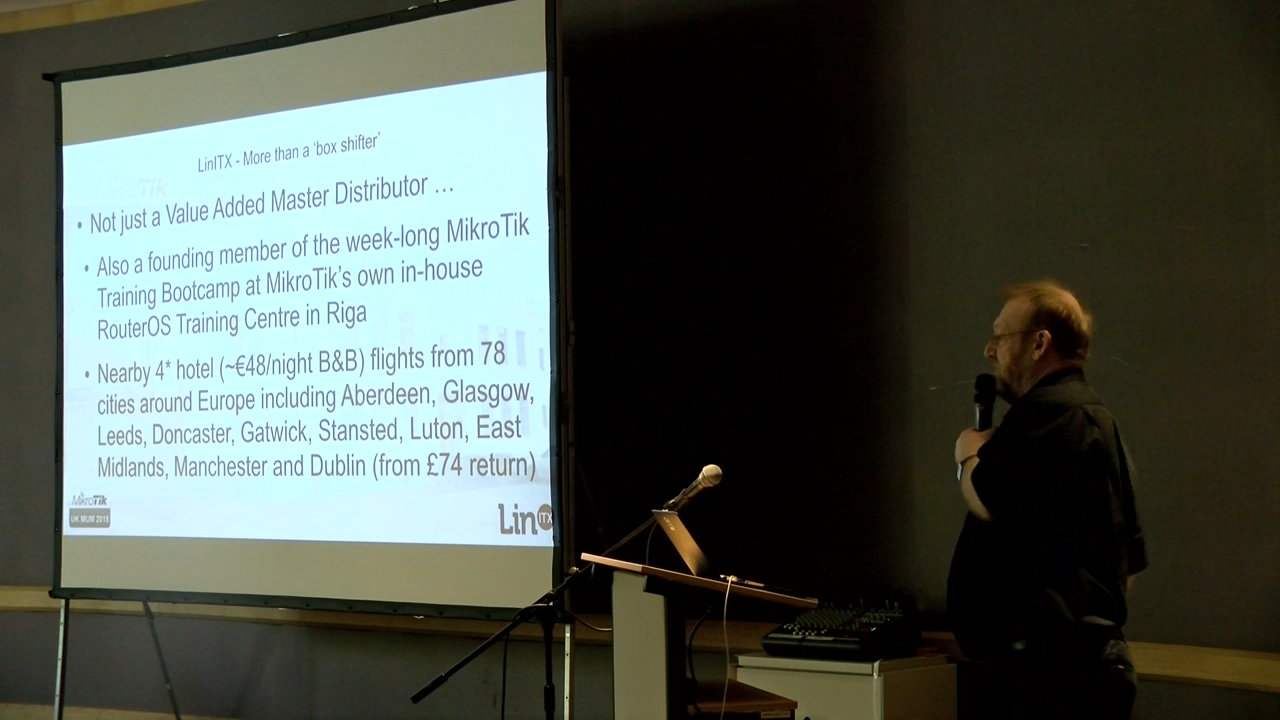 LinITX - More than a ‘box shifter’
• Not just a Value Added Master Distributor …
• Also a founding member of the week-long MikroTik
Training Bootcamp at MikroTik’s own in-house
RouterOS Training Centre in Riga
• Nearby 4* hotel (~€48/night B&B) flights from 78
cities around Europe including Aberdeen, Glasgow,
Leeds, Doncaster, Gatwick, Stansted, Luton, East
Midlands, Manchester and Dublin (from £74 return)
MikroTik
UK MUM 2018
Lin ITX